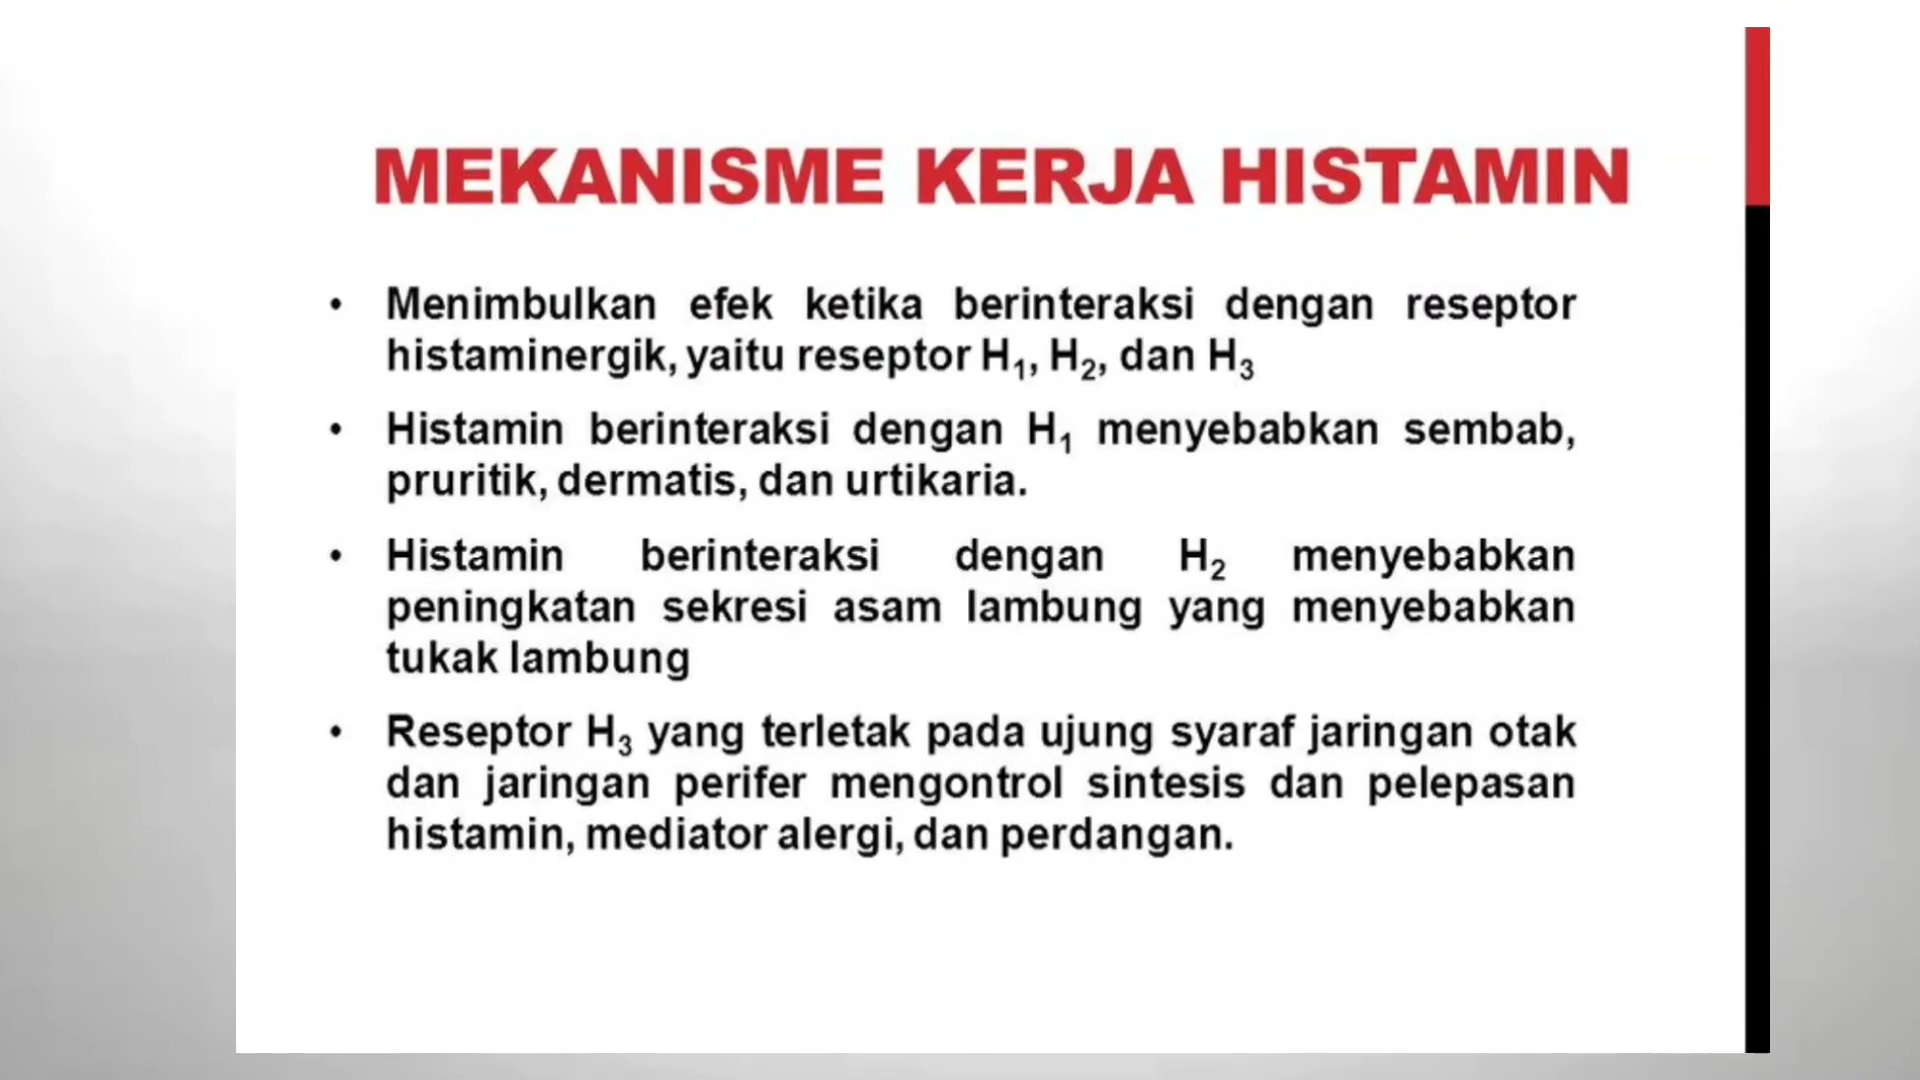 MEKANISME KERJA HISTAMIN
• Menimbulkan efek ketika berinteraksi dengan reseptor
histaminergik, yaitu reseptor H₁, H₂, dan H₃
• Histamin berinteraksi dengan H₁ menyebabkan sembab,
pruritik, dermatis, dan urtikaria.
• Histamin berinteraksi dengan H₂ menyebabkan
peningkatan sekresi asam lambung yang menyebabkan
tukak lambung
• Reseptor H₃ yang terletak pada ujung syaraf jaringan otak
dan jaringan perifer mengontrol sintesis dan pelepasan
histamin, mediator alergi, dan perdangan.